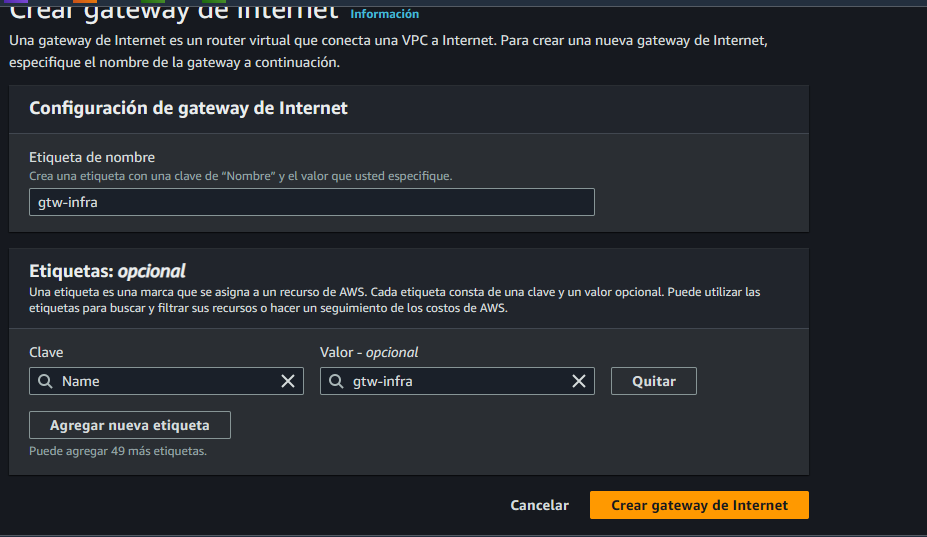 Crear gateway de Internet Información
Una gateway de Internet es un router virtual que conecta una VPC a Internet. Para crear una nueva gateway de Internet,
especifique el nombre de la gateway a continuación.
Configuración de gateway de Internet
Etiqueta de nombre
Crea una etiqueta con una clave de “Nombre” y el valor que usted especifique.
gtw-infra
Etiquetas: opcional
Una etiqueta es una marca que se asigna a un recurso de AWS. Cada etiqueta consta de una clave y un valor opcional. Puede utilizar las
etiquetas para buscar y filtrar sus recursos o hacer un seguimiento de los costos de AWS.
Clave Valor - opcional
Name gtw-infra Quitar
Agregar nueva etiqueta
Puede agregar 49 más etiquetas.
Cancelar Crear gateway de Internet